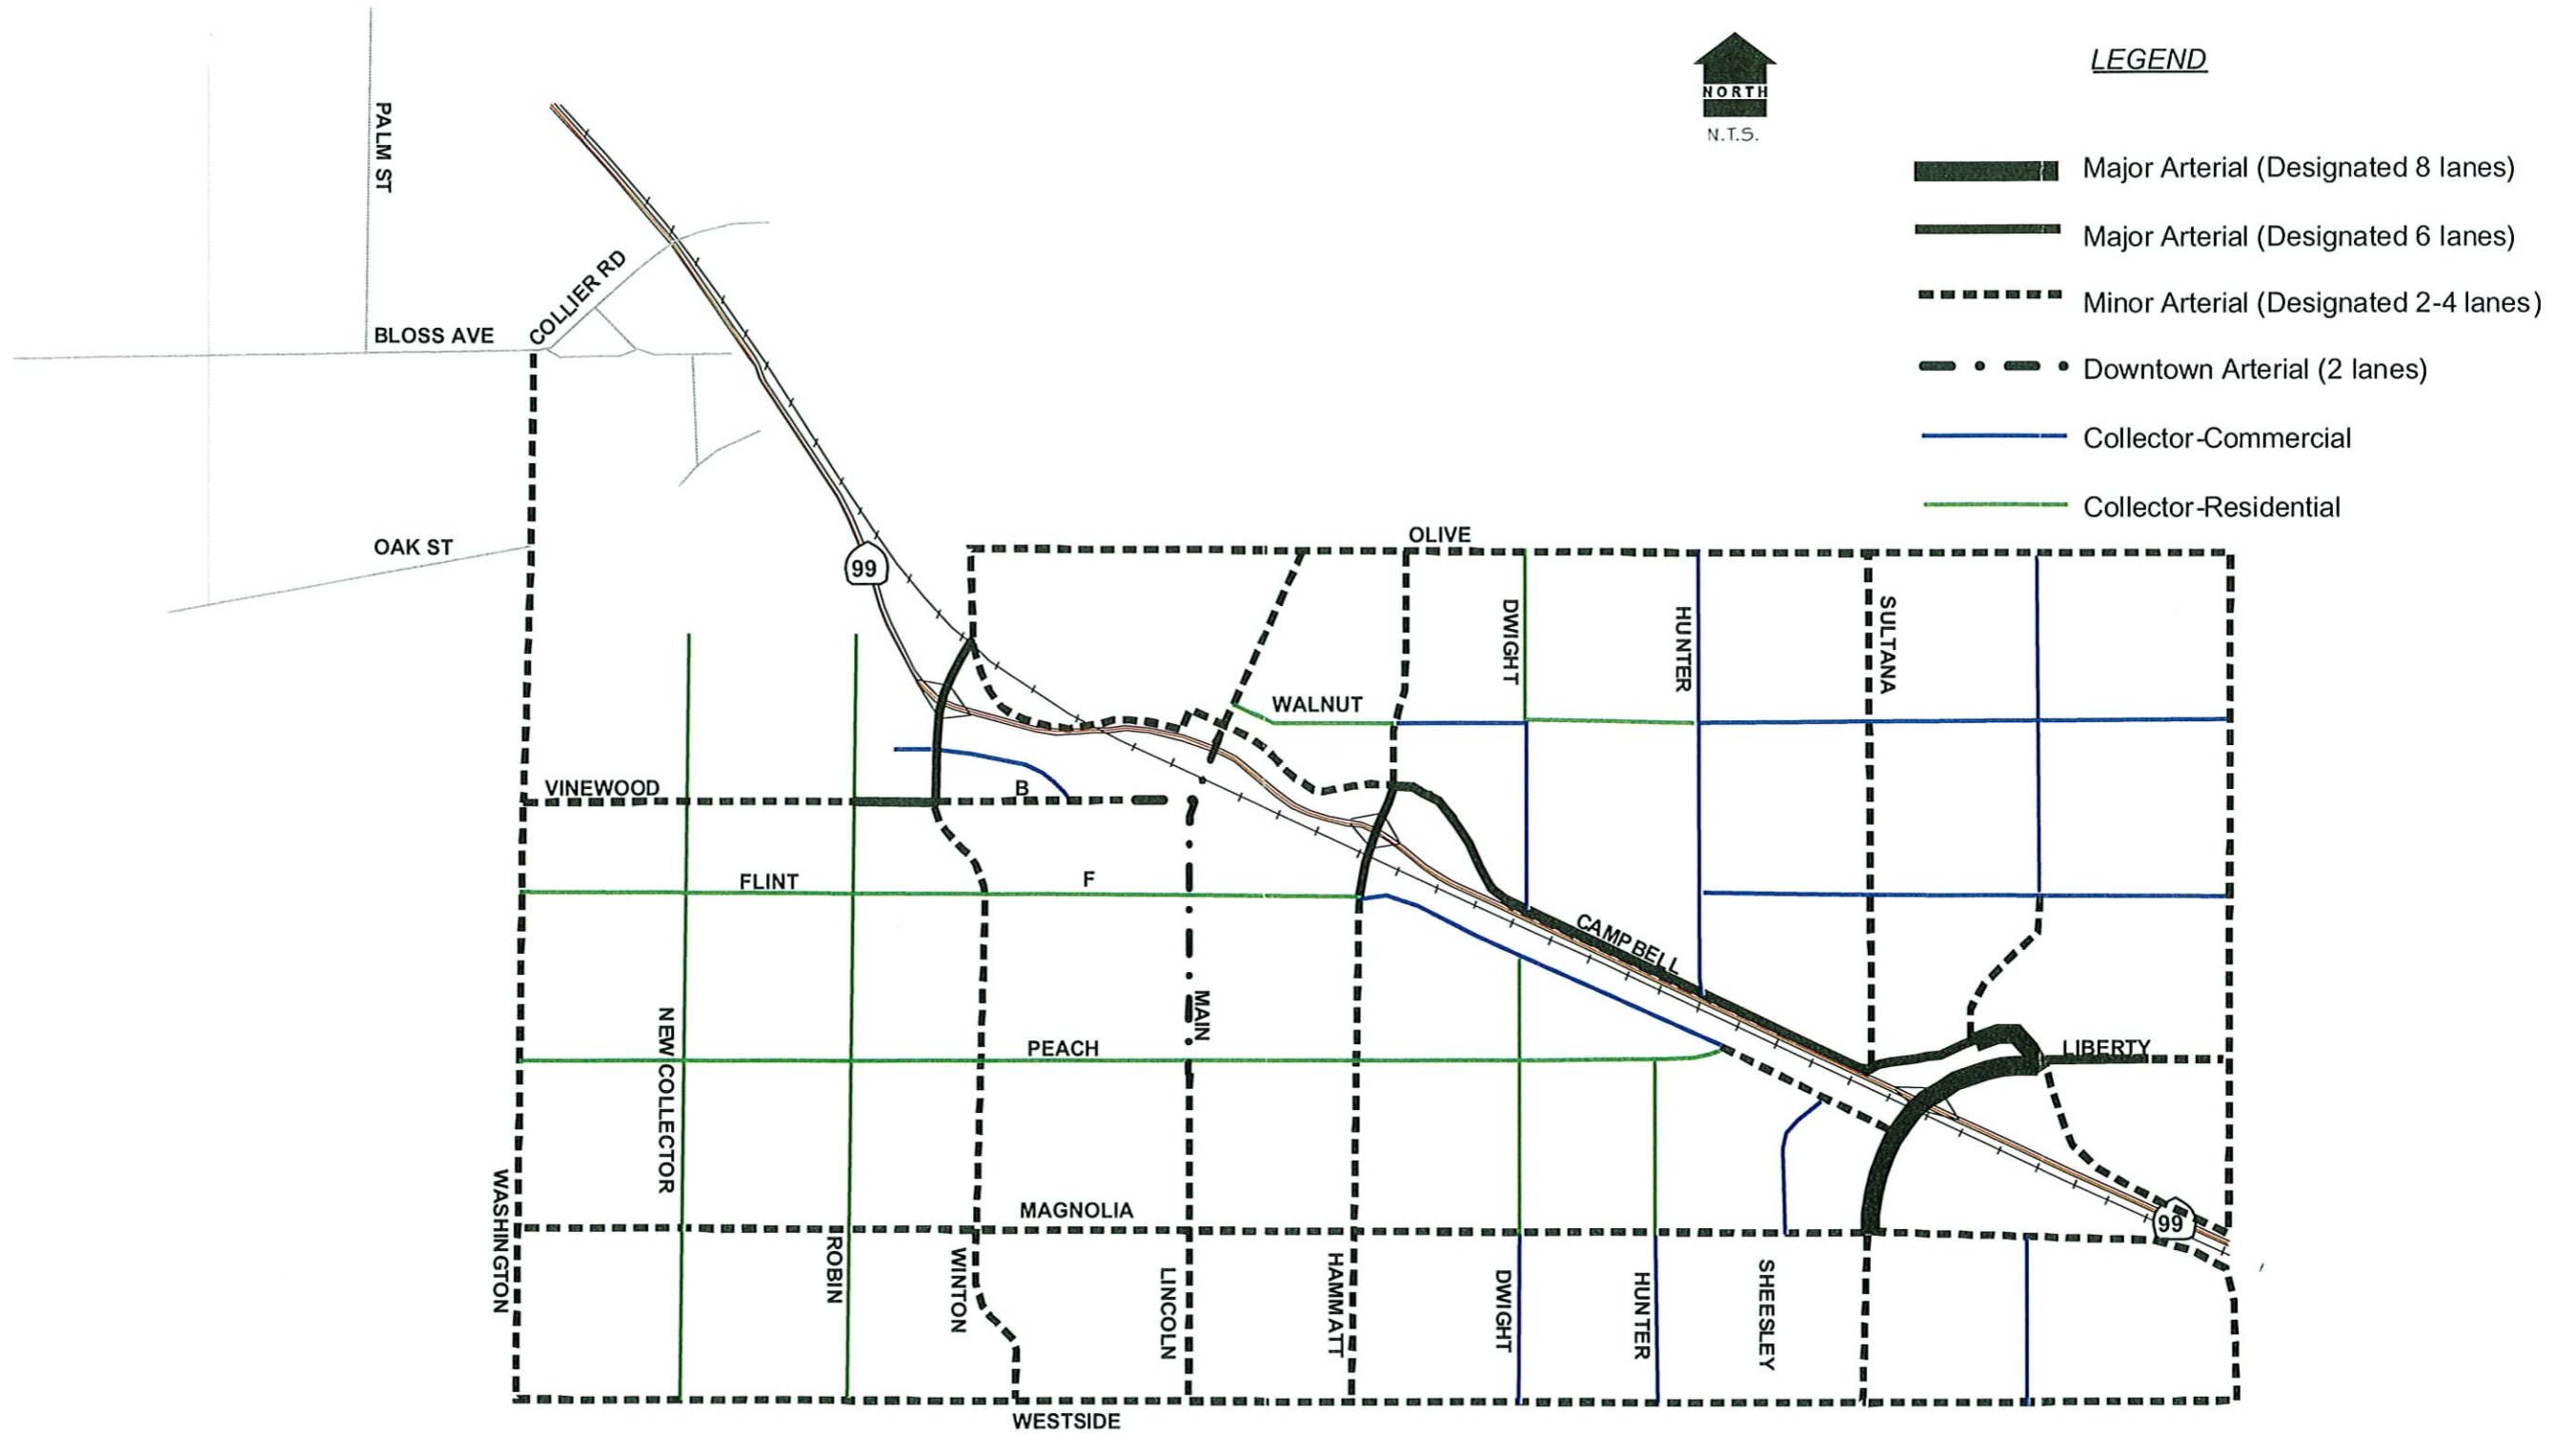 LEGEND
NORTH
N.T.S.
Major Arterial (Designated 8 lanes)
Major Arterial (Designated 6 lanes)
Minor Arterial (Designated 2-4 lanes)
Downtown Arterial (2 lanes)
Collector-Commercial
Collector-Residential
PALM ST
COLLIER RD
BLOSS AVE
OAK ST
99
OLIVE
DWIGHT
HUNTER
SULTANA
WALNUT
VINEWOOD
B
FLINT
F
CAMPBELL
MAIN
NEW COLLECTOR
PEACH
LIBERTY
WASHINGTON
MAGNOLIA
99
ROBIN
WINTON
LINCOLN
HAMMATT
DWIGHT
HUNTER
SHEESLEY
WESTSIDE